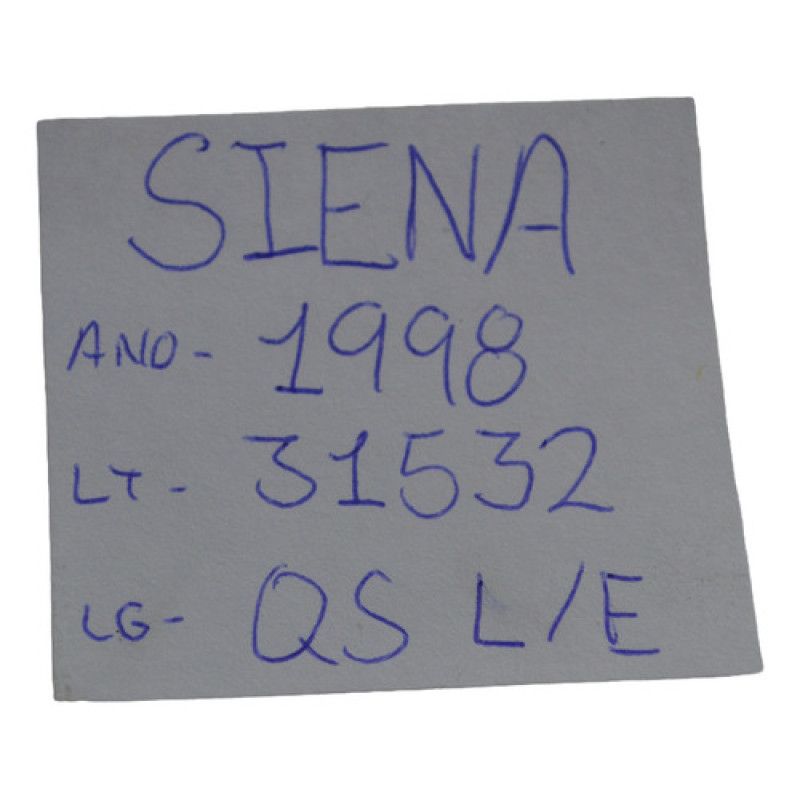 SIENA
ANO- 1998
LT- 31532
LG- QS L/E